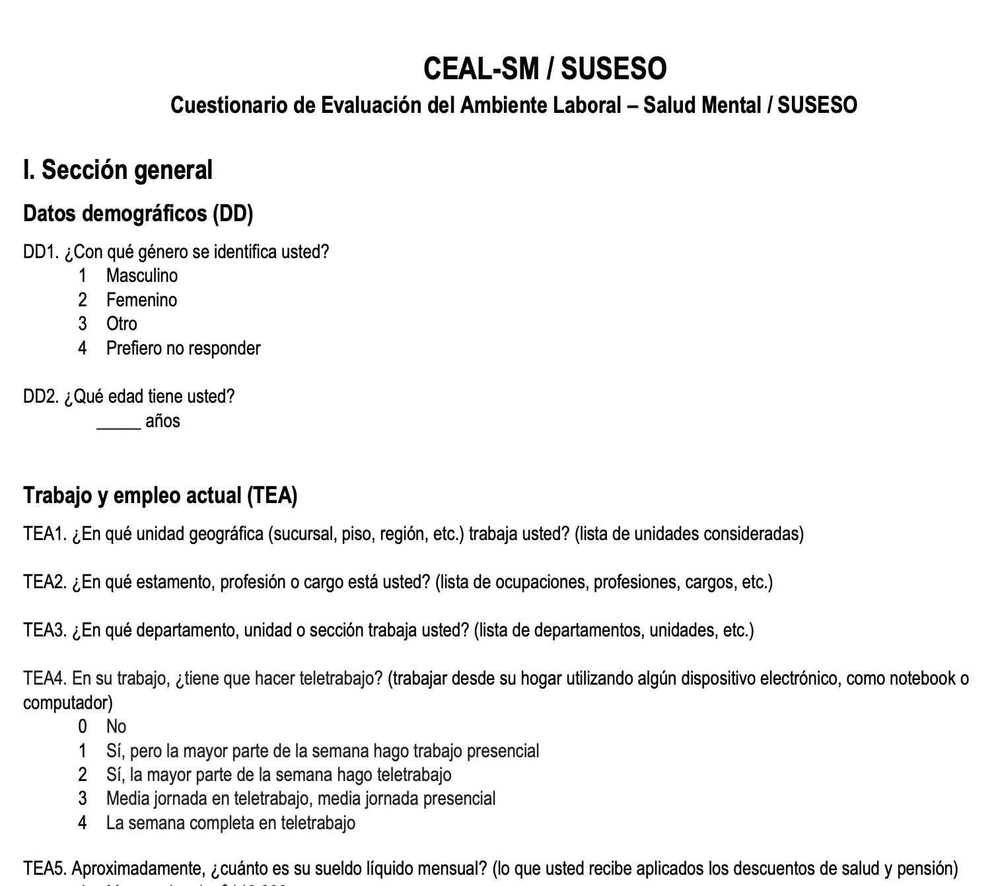 CEAL-SM / SUSESO
Cuestionario de Evaluación del Ambiente Laboral – Salud Mental / SUSESO
I. Sección general
Datos demográficos (DD)
DD1. ¿Con qué género se identifica usted?
1 Masculino
2 Femenino
3 Otro
4 Prefiero no responder
DD2. ¿Qué edad tiene usted?
_____ años
Trabajo y empleo actual (TEA)
TEA1. ¿En qué unidad geográfica (sucursal, piso, región, etc.) trabaja usted? (lista de unidades consideradas)
TEA2. ¿En qué estamento, profesión o cargo está usted? (lista de ocupaciones, profesiones, cargos, etc.)
TEA3. ¿En qué departamento, unidad o sección trabaja usted? (lista de departamentos, unidades, etc.)
TEA4. En su trabajo, ¿tiene que hacer teletrabajo? (trabajar desde su hogar utilizando algún dispositivo electrónico, como notebook o
computador)
0 No
1 Sí, pero la mayor parte de la semana hago trabajo presencial
2 Sí, la mayor parte de la semana hago teletrabajo
3 Media jornada en teletrabajo, media jornada presencial
4 La semana completa en teletrabajo
TEA5. Aproximadamente, ¿cuánto es su sueldo líquido mensual? (lo que usted recibe aplicados los descuentos de salud y pensión)